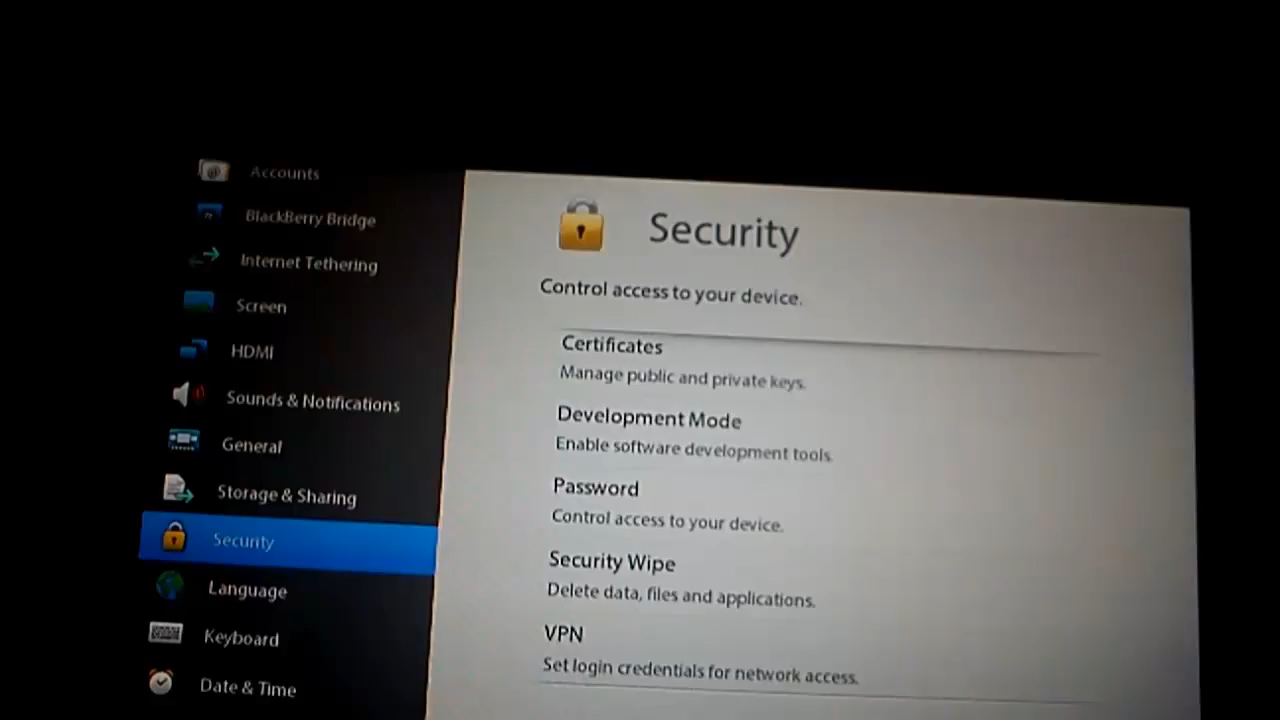 Accounts
BlackBerry Bridge
Internet Tethering
Screen
HDMI
Sounds & Notifications
General
Storage & Sharing
Security
Language
Keyboard
Date & Time
Security
Control access to your device.
Certificates
Manage public and private keys.
Development Mode
Enable software development tools.
Password
Control access to your device.
Security Wipe
Delete data, files and applications.
VPN
Set login credentials for network access.